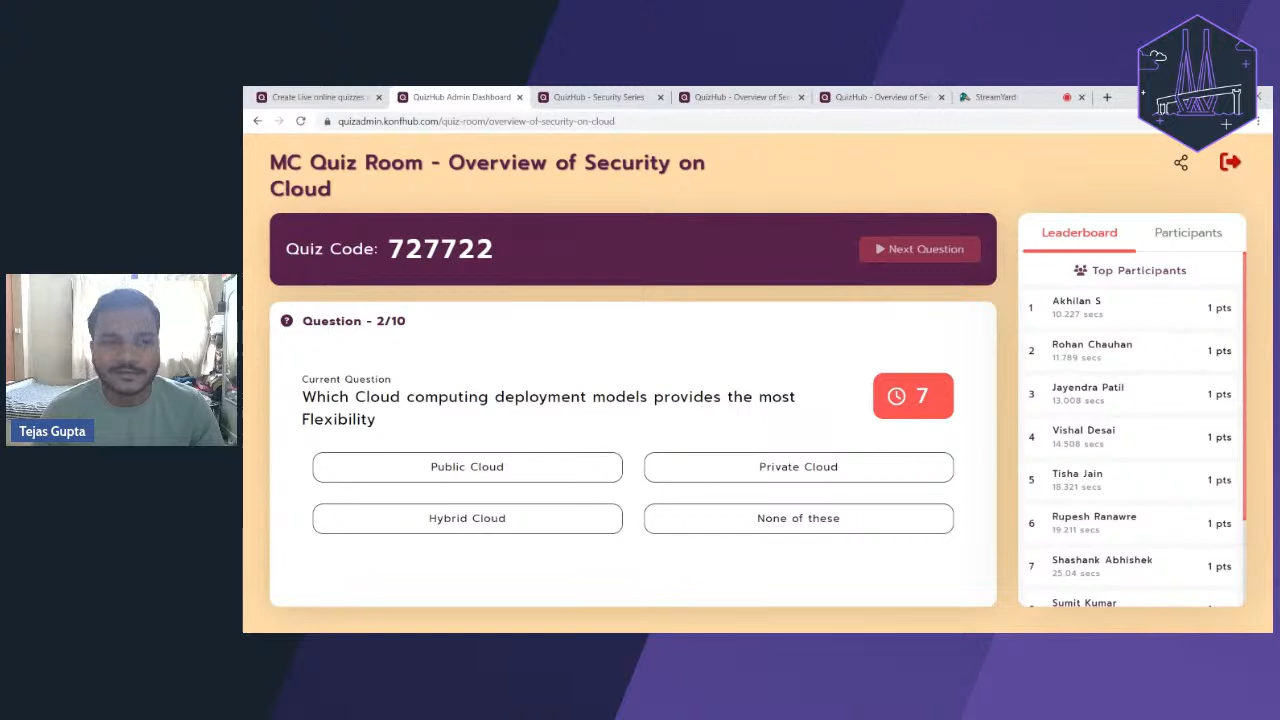 Create Live online quizzes
QuizHub Admin Dashboard
QuizHub - Security Series
QuizHub - Overview of Sec
QuizHub - Overview of Sec
StreamYard
quizadmin.konfhub.com/quiz-room/overview-of-security-on-cloud
MC Quiz Room - Overview of Security on
Cloud
Quiz Code: 727722
Next Question
Question - 2/10
Current Question
Which Cloud computing deployment models provides the most
Flexibility
7
Public Cloud
Private Cloud
Hybrid Cloud
None of these
Leaderboard
Participants
Top Participants
1 Akhilan S 1 pts
10.227 secs
2 Rohan Chauhan 1 pts
11.789 secs
3 Jayendra Patil 1 pts
13.008 secs
4 Vishal Desai 1 pts
14.508 secs
5 Tisha Jain 1 pts
18.321 secs
6 Rupesh Ranawre 1 pts
19.211 secs
7 Shashank Abhishek 1 pts
25.04 secs
Sumit Kumar
Tejas Gupta